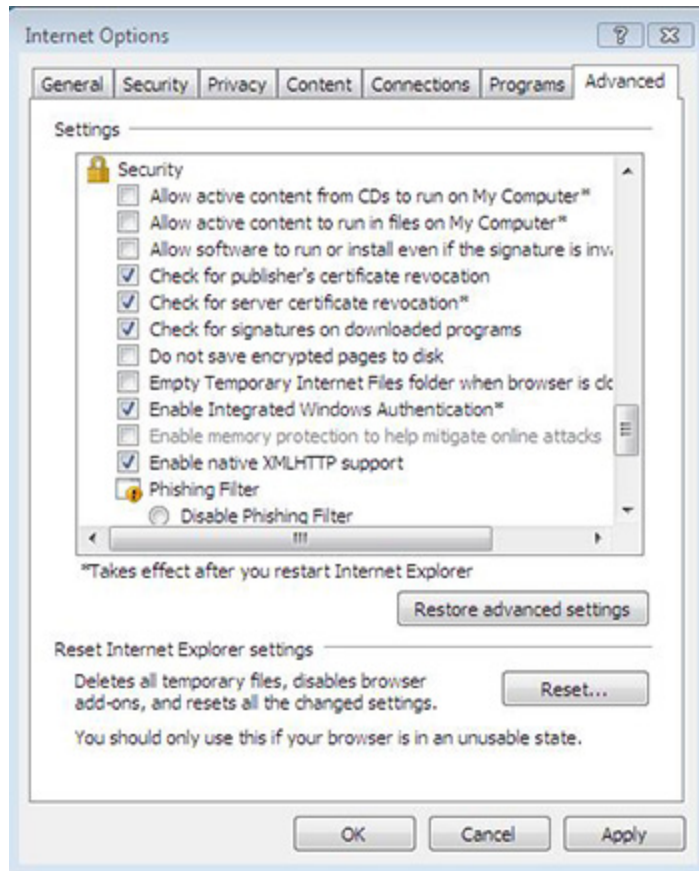 Internet Options
General Security Privacy Content Connections Programs Advanced
Settings
Security
Allow active content from CDs to run on My Computer*
Allow active content to run in files on My Computer*
Allow software to run or install even if the signature is inva
Check for publisher's certificate revocation
Check for server certificate revocation*
Check for signatures on downloaded programs
Do not save encrypted pages to disk
Empty Temporary Internet Files folder when browser is clo
Enable Integrated Windows Authentication*
Enable memory protection to help mitigate online attacks
Enable native XMLHTTP support
Phishing Filter
Disable Phishing Filter
*Takes effect after you restart Internet Explorer
Restore advanced settings
Reset Internet Explorer settings
Deletes all temporary files, disables browser
add-ons, and resets all the changed settings.
Reset...
You should only use this if your browser is in an unusable state.
OK Cancel Apply